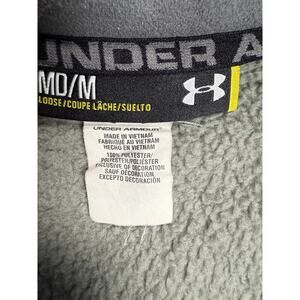 UNDER A
MD/M
LOOSE/COUPE LÂCHE/SUELTO
UNDER ARMOUR
MADE IN VIETNAM
FABRIQUÉ AU VIETNAM
HECHO EN VIETNAM
100% POLYESTER/
POLYESTER/POLIÉSTER
EXCLUSIVE OF DECORATION
SAUF DÉCORATION
EXCEPTO DECORACIÓN